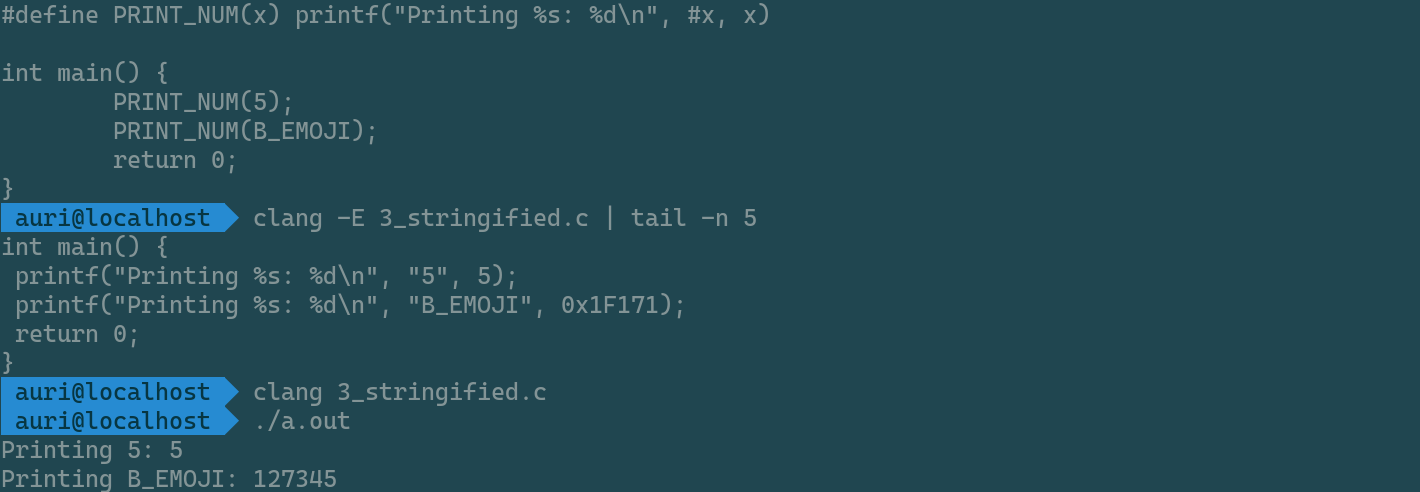 #define PRINT_NUM(x) printf("Printing %s: %d\n", #x, x)

int main() {
        PRINT_NUM(5);
        PRINT_NUM(B_EMOJI);
        return 0;
}
auri@localhost clang -E 3_stringified.c | tail -n 5
int main() {
 printf("Printing %s: %d\n", "5", 5);
 printf("Printing %s: %d\n", "B_EMOJI", 0x1F171);
 return 0;
}
auri@localhost clang 3_stringified.c
auri@localhost ./a.out
Printing 5: 5
Printing B_EMOJI: 127345